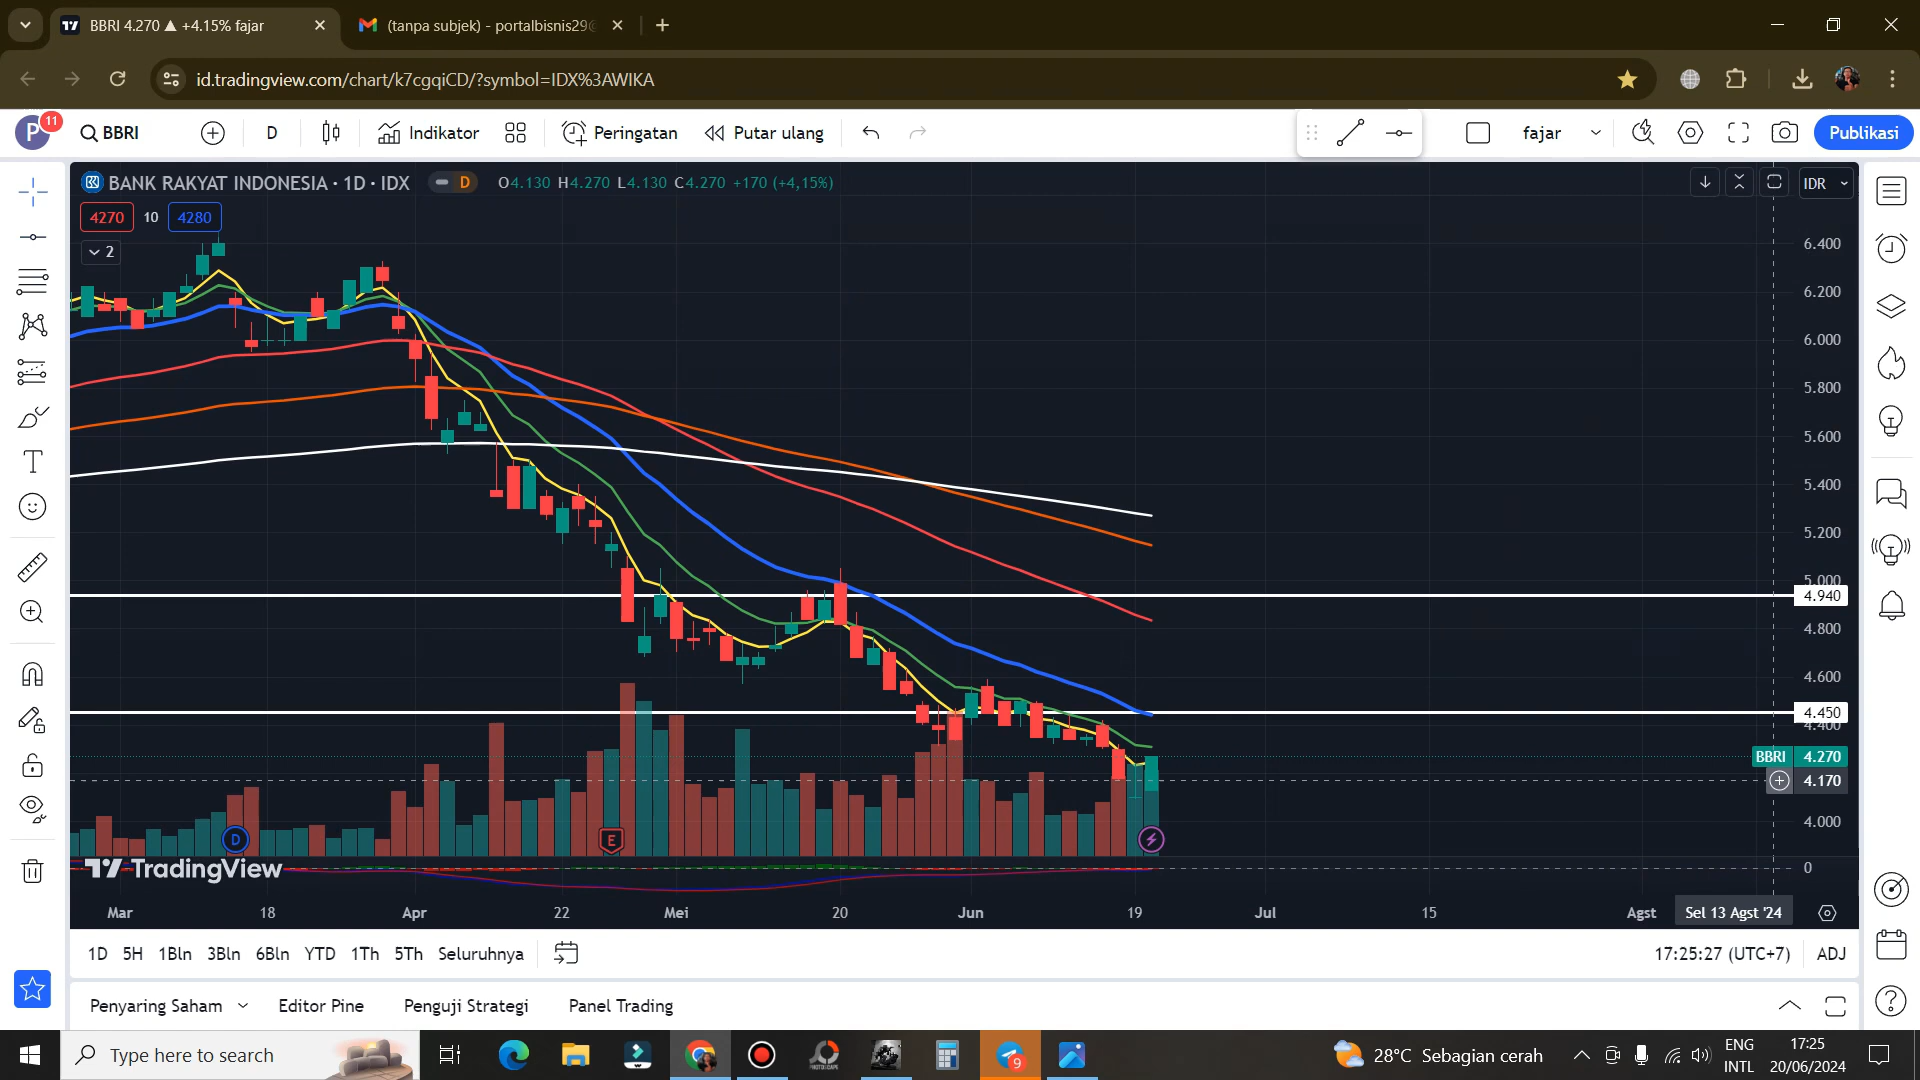 BBRI 4.270 ▲ +4.15% fajar
(tanpa subjek) - portalbisnis29@
id.tradingview.com/chart/k7cgqiCD/?symbol=IDX%3AWIKA
P
11
BBRI
D
Indikator
Peringatan
Putar ulang
fajar
Publikasi
BANK RAKYAT INDONESIA · 1D · IDX
D
O4.130 H4.270 L4.130 C4.270 +170 (+4,15%)
IDR
4270
10
4280
2
6.400
6.200
6.000
5.800
5.600
5.400
5.200
5.000
4.940
4.800
4.600
4.450
4.400
BBRI 4.270
4.170
4.000
0
D
E
TradingView
Mar
18
Apr
22
Mei
20
Jun
19
Jul
15
Agst
Sel 13 Agst '24
1D
5H
1Bln
3Bln
6Bln
YTD
1Th
5Th
Seluruhnya
17:25:27 (UTC+7)
ADJ
Penyaring Saham
Editor Pine
Penguji Strategi
Panel Trading
Type here to search
PHOTOSCAPE
9
28°C Sebagian cerah
ENG
INTL
17:25
20/06/2024